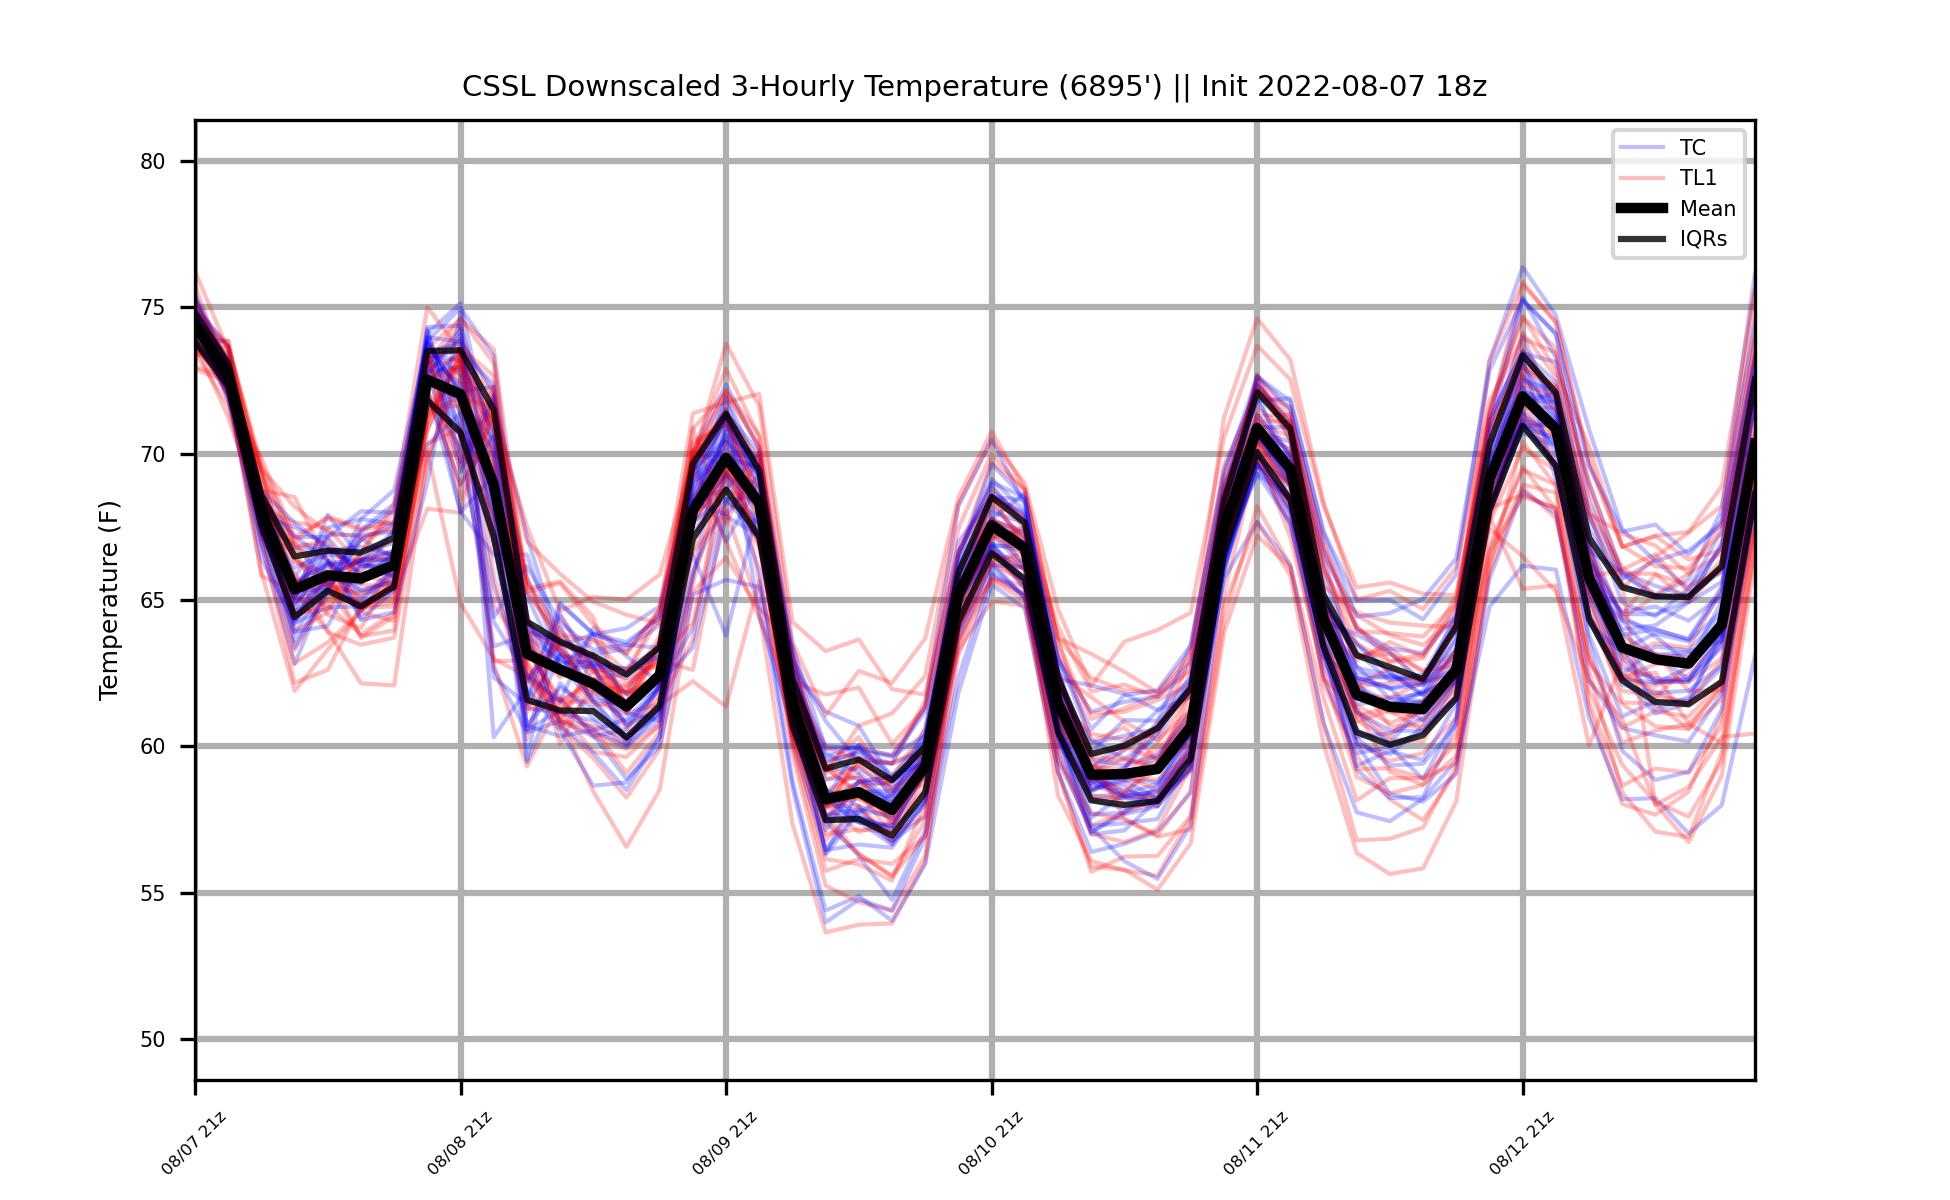 CSSL Downscaled 3-Hourly Temperature (6895') || Init 2022-08-07 18z
TC
TL1
Mean
IQRs
Temperature (F)
80
75
70
65
60
55
50
08/07 21z
08/08 21z
08/09 21z
08/10 21z
08/11 21z
08/12 21z